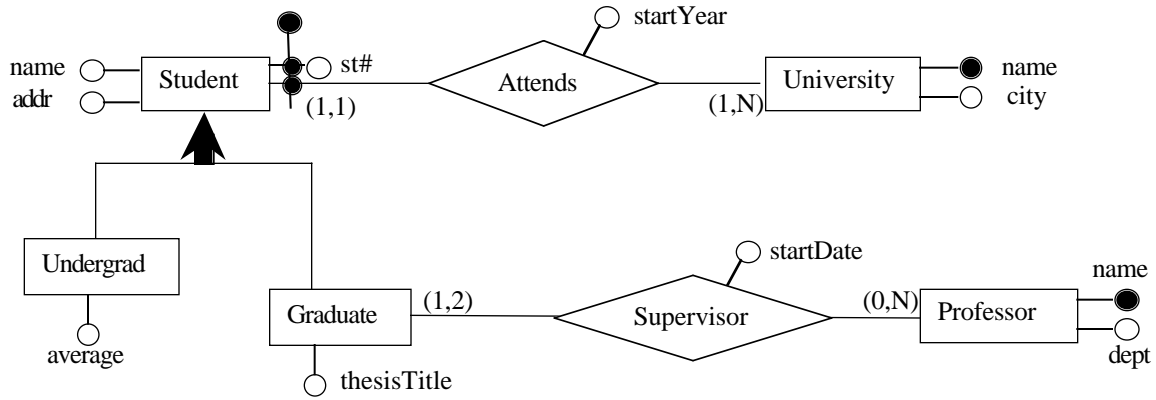 startYear
name
addr
Student
st#
(1,1)
Attends
(1,N)
University
name
city
Undergrad
average
Graduate
(1,2)
thesisTitle
startDate
Supervisor
(0,N)
Professor
name
dept